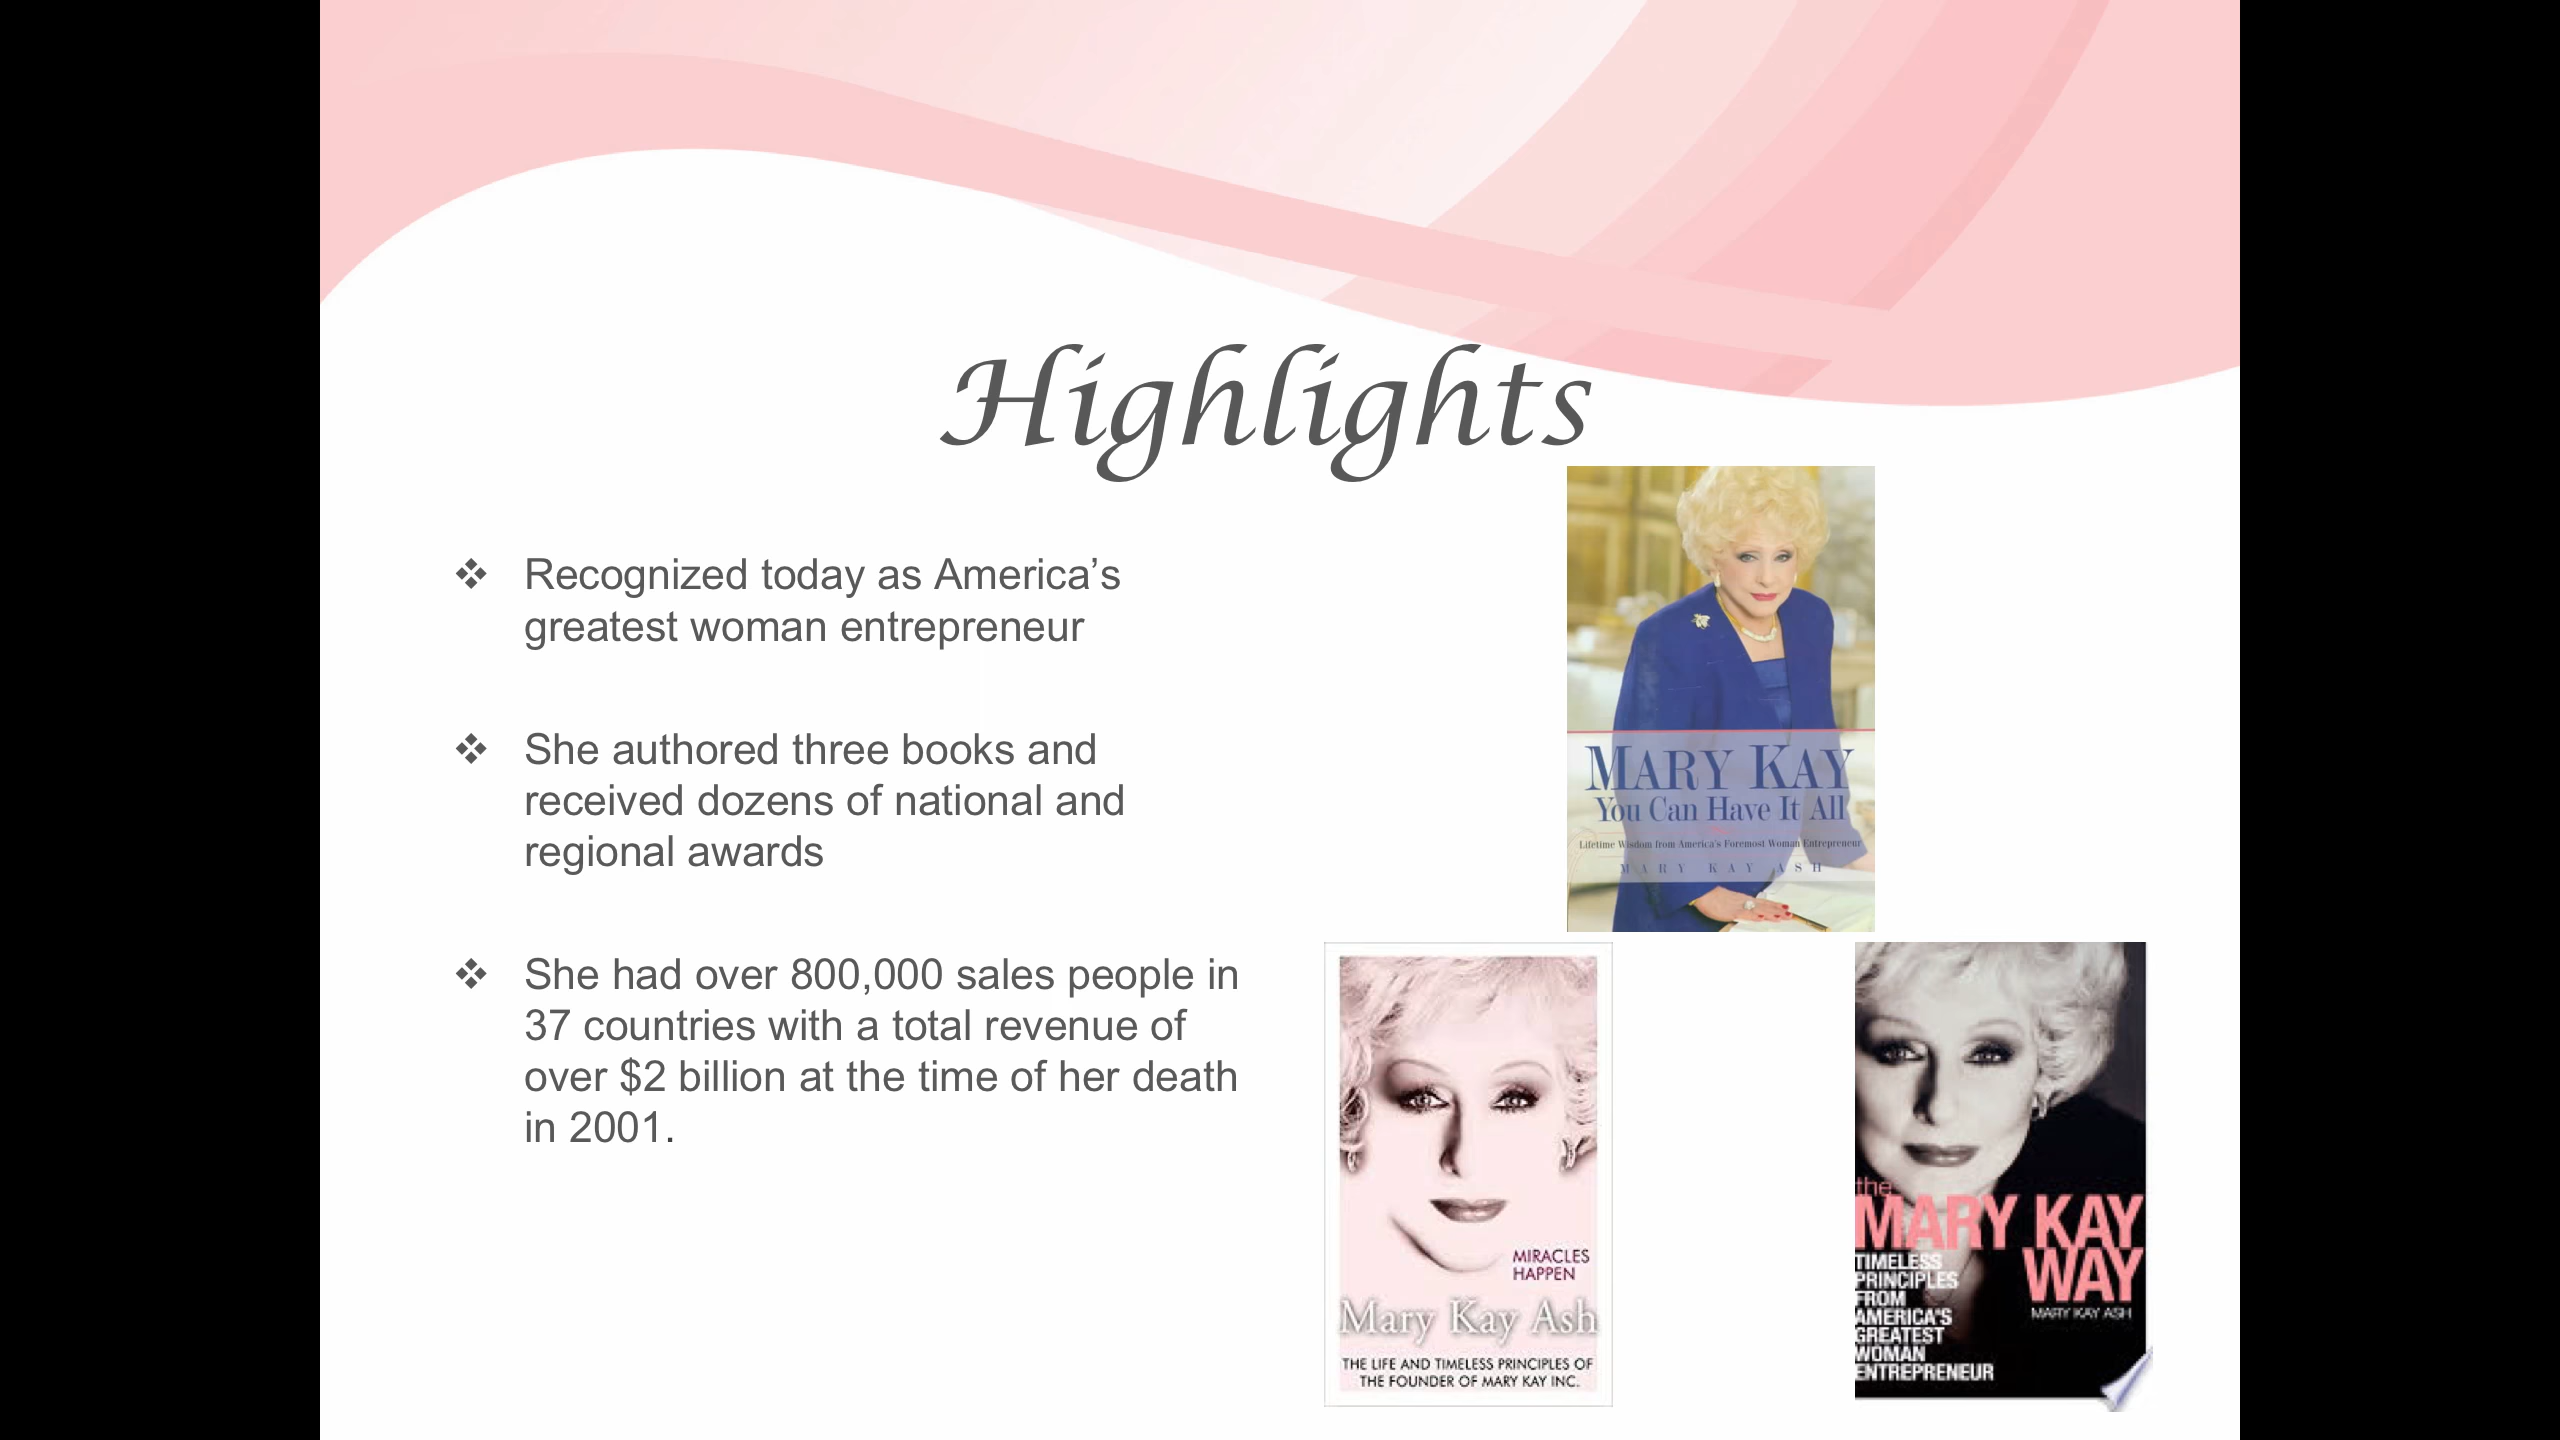 Highlights
❖ Recognized today as America’s
greatest woman entrepreneur
❖ She authored three books and
received dozens of national and
regional awards
❖ She had over 800,000 sales people in
37 countries with a total revenue of
over $2 billion at the time of her death
in 2001.
MARY KAY
You Can Have It All
Lifetime Wisdom from America's Foremost Woman Entrepreneur
MARY KAY ASH
MIRACLES
HAPPEN
Mary Kay Ash
THE LIFE AND TIMELESS PRINCIPLES OF
THE FOUNDER OF MARY KAY INC.
the
MARY KAY
WAY
MARY KAY ASH
TIMELESS
PRINCIPLES
FROM
AMERICA'S
GREATEST
WOMAN
ENTREPRENEUR